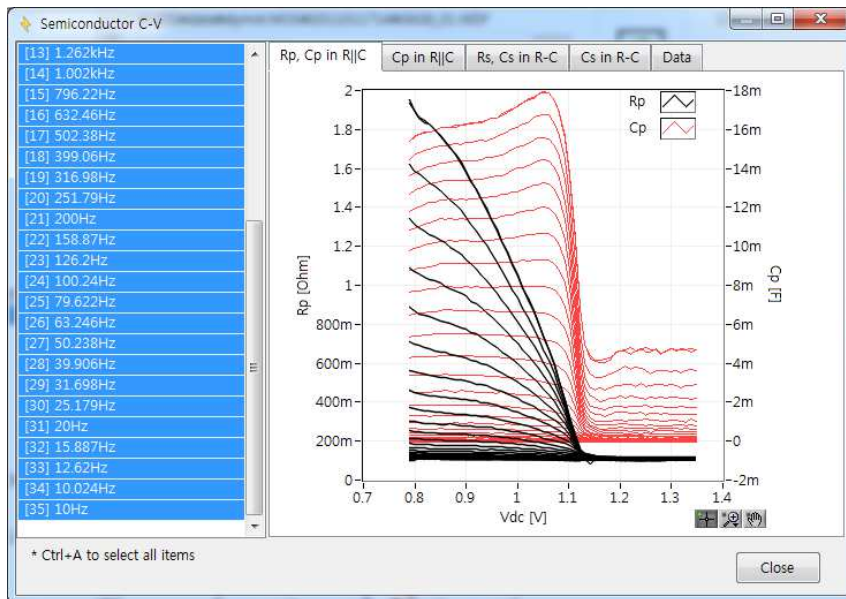 Semiconductor C-V
[13] 1.262kHz
[14] 1.002kHz
[15] 796.22Hz
[16] 632.46Hz
[17] 502.38Hz
[18] 399.06Hz
[19] 316.98Hz
[20] 251.79Hz
[21] 200Hz
[22] 158.87Hz
[23] 126.2Hz
[24] 100.24Hz
[25] 79.622Hz
[26] 63.246Hz
[27] 50.238Hz
[28] 39.906Hz
[29] 31.698Hz
[30] 25.179Hz
[31] 20Hz
[32] 15.887Hz
[33] 12.62Hz
[34] 10.024Hz
[35] 10Hz
* Ctrl+A to select all items
Rp, Cp in R||C
Cp in R||C
Rs, Cs in R-C
Cs in R-C
Data
Rp
Cp
2
1.8
1.6
1.4
1.2
1
800m
600m
400m
200m
0
Rp [Ohm]
18m
16m
14m
12m
10m
8m
6m
4m
2m
0
-2m
Cp [F]
0.7
0.8
0.9
1
1.1
1.2
1.3
1.4
Vdc [V]
Close